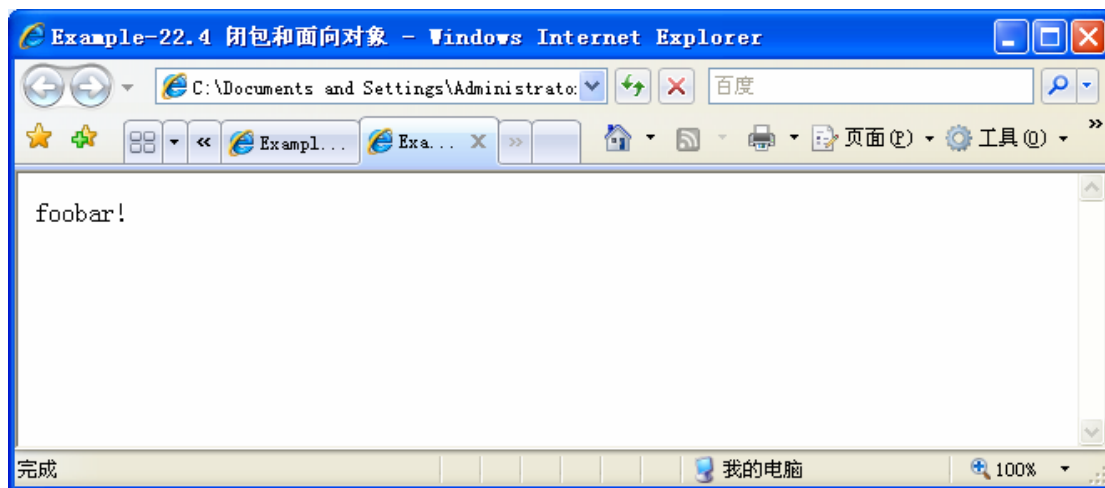 Example-22.4 闭包和面向对象 - Windows Internet Explorer
C:\Documents and Settings\Administrato:
百度
Exampl...
Exa...
页面(P)
工具(O)
foobar!
完成
我的电脑
100%